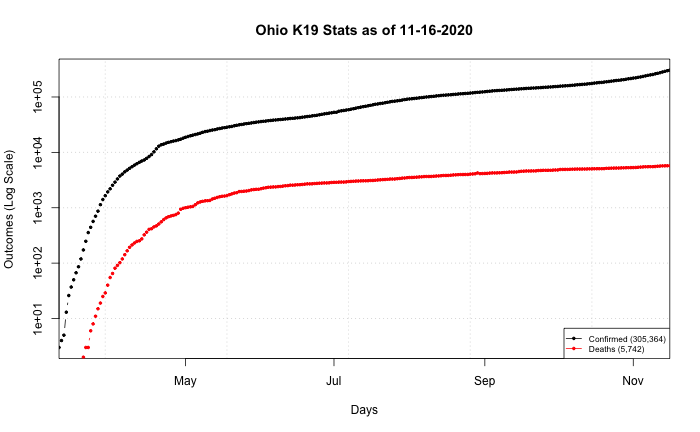 Ohio K19 Stats as of 11-16-2020
Outcomes (Log Scale)
1e+05
1e+04
1e+03
1e+02
1e+01
Confirmed (305,364)
Deaths (5,742)
May Jul Sep Nov
Days